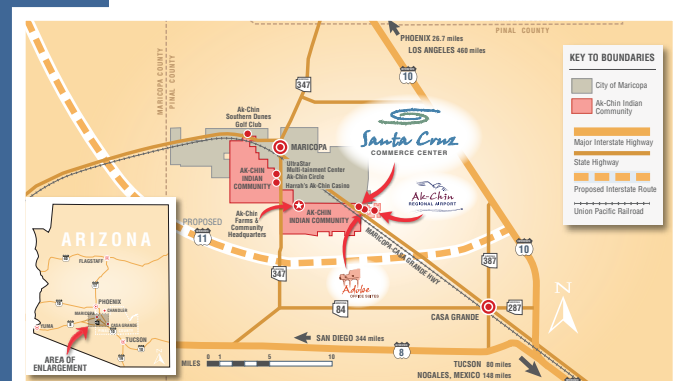 PINAL COUNTY
PHOENIX 26.7 miles
LOS ANGELES 460 miles
10
MARICOPA COUNTY
PINAL COUNTY
347
KEY TO BOUNDARIES
City of Maricopa
Ak-Chin Indian
Community
Major Interstate Highway
State Highway
Proposed Interstate Route
Union Pacific Railroad
Ak-Chin
Southern Dunes
Golf Club
Santa Cruz
COMMERCE CENTER
MARICOPA
UltraStar
Multi-tainment Center
Ak-Chin Circle
Harrah's Ak-Chin Casino
AK-CHIN
INDIAN
COMMUNITY
Ak-Chin
REGIONAL AIRPORT
AK-CHIN
INDIAN COMMUNITY
Ak-Chin
Farms &
Community
Headquarters
PROPOSED
11
MARICOPA-CASA GRANDE HWY
10
387
347
Adobe
OFFICE SUITES
84
287
CASA GRANDE
N
SAN DIEGO 344 miles
8
MILES
0 1 5 10
TUCSON 80 miles
NOGALES, MEXICO 148 miles
ARIZONA
FLAGSTAFF
PHOENIX
CHANDLER
MARICOPA
CASA GRANDE
YUMA
TUCSON
AREA OF
ENLARGEMENT